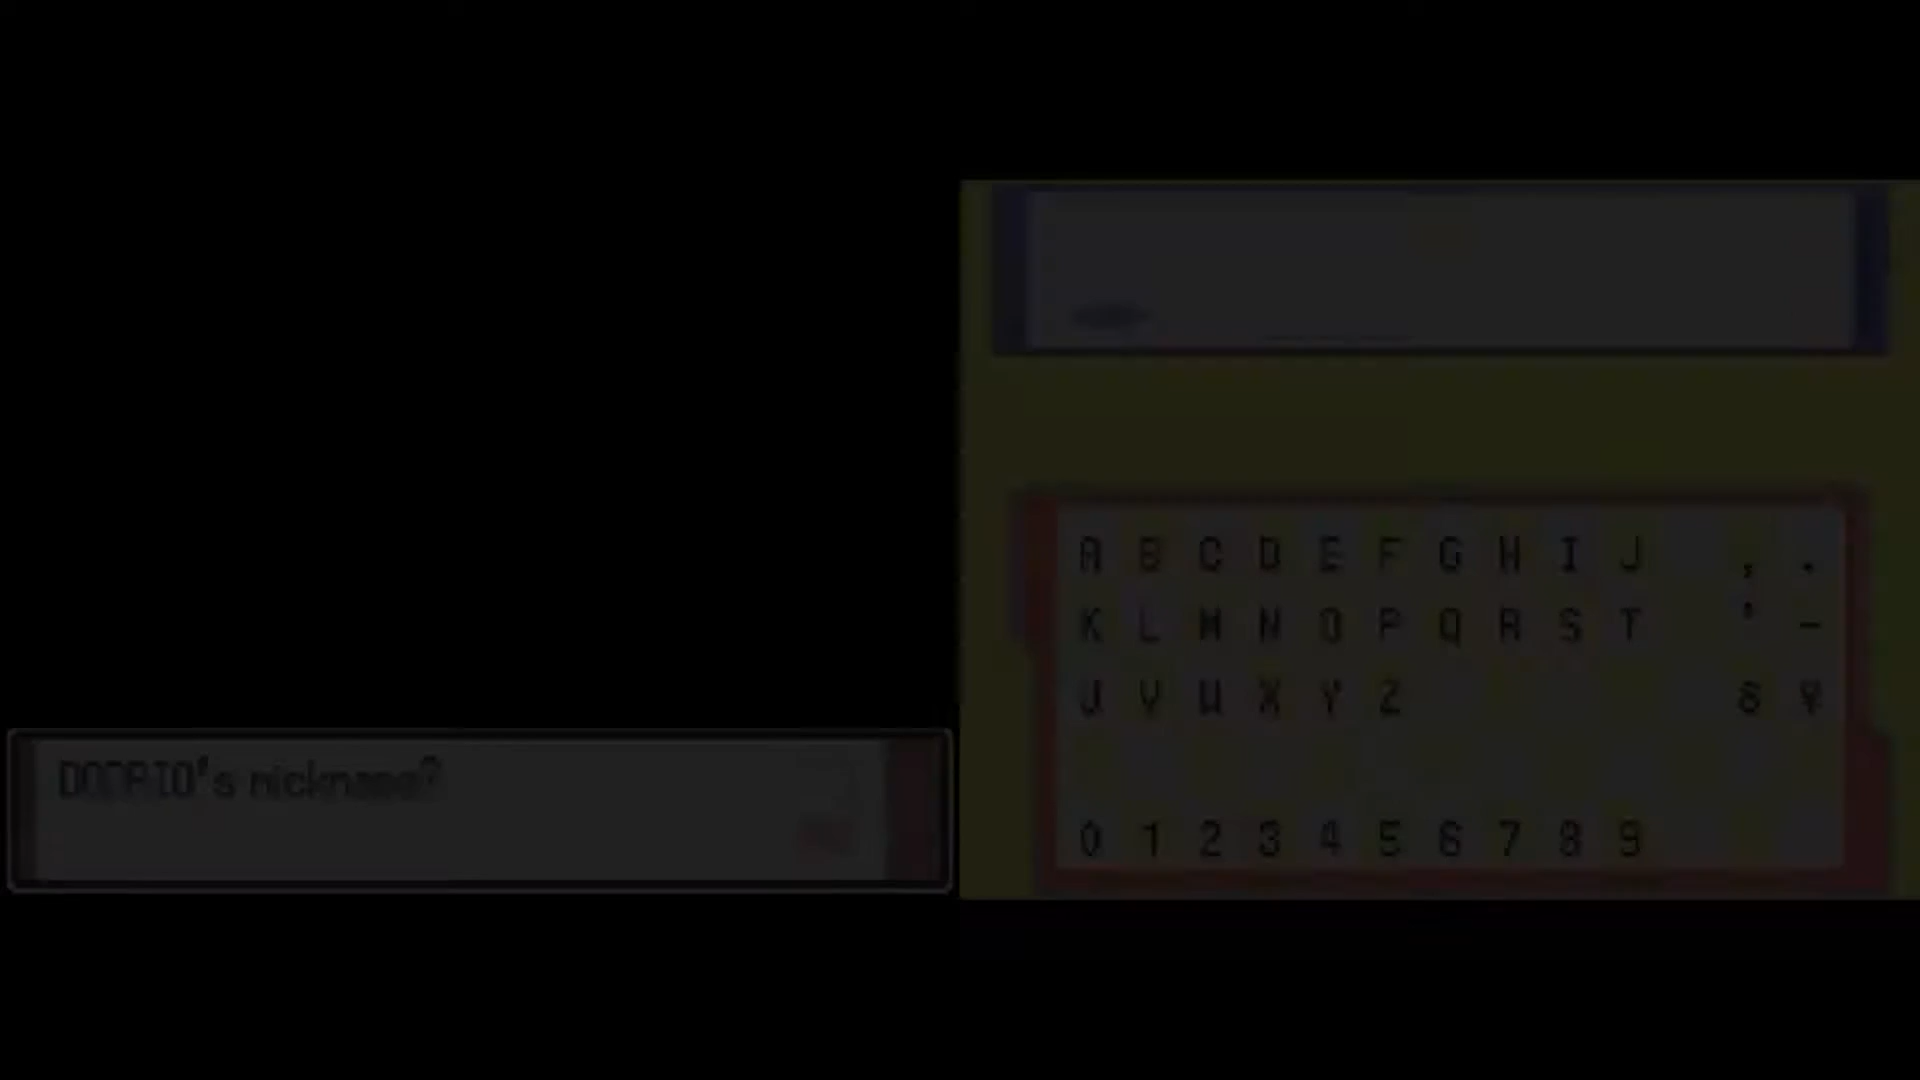 DODRIO's nickname?
A B C D E F G H I J , .
K L M N O P Q R S T ' -
U V W X Y Z ♂ ♀
0 1 2 3 4 5 6 7 8 9